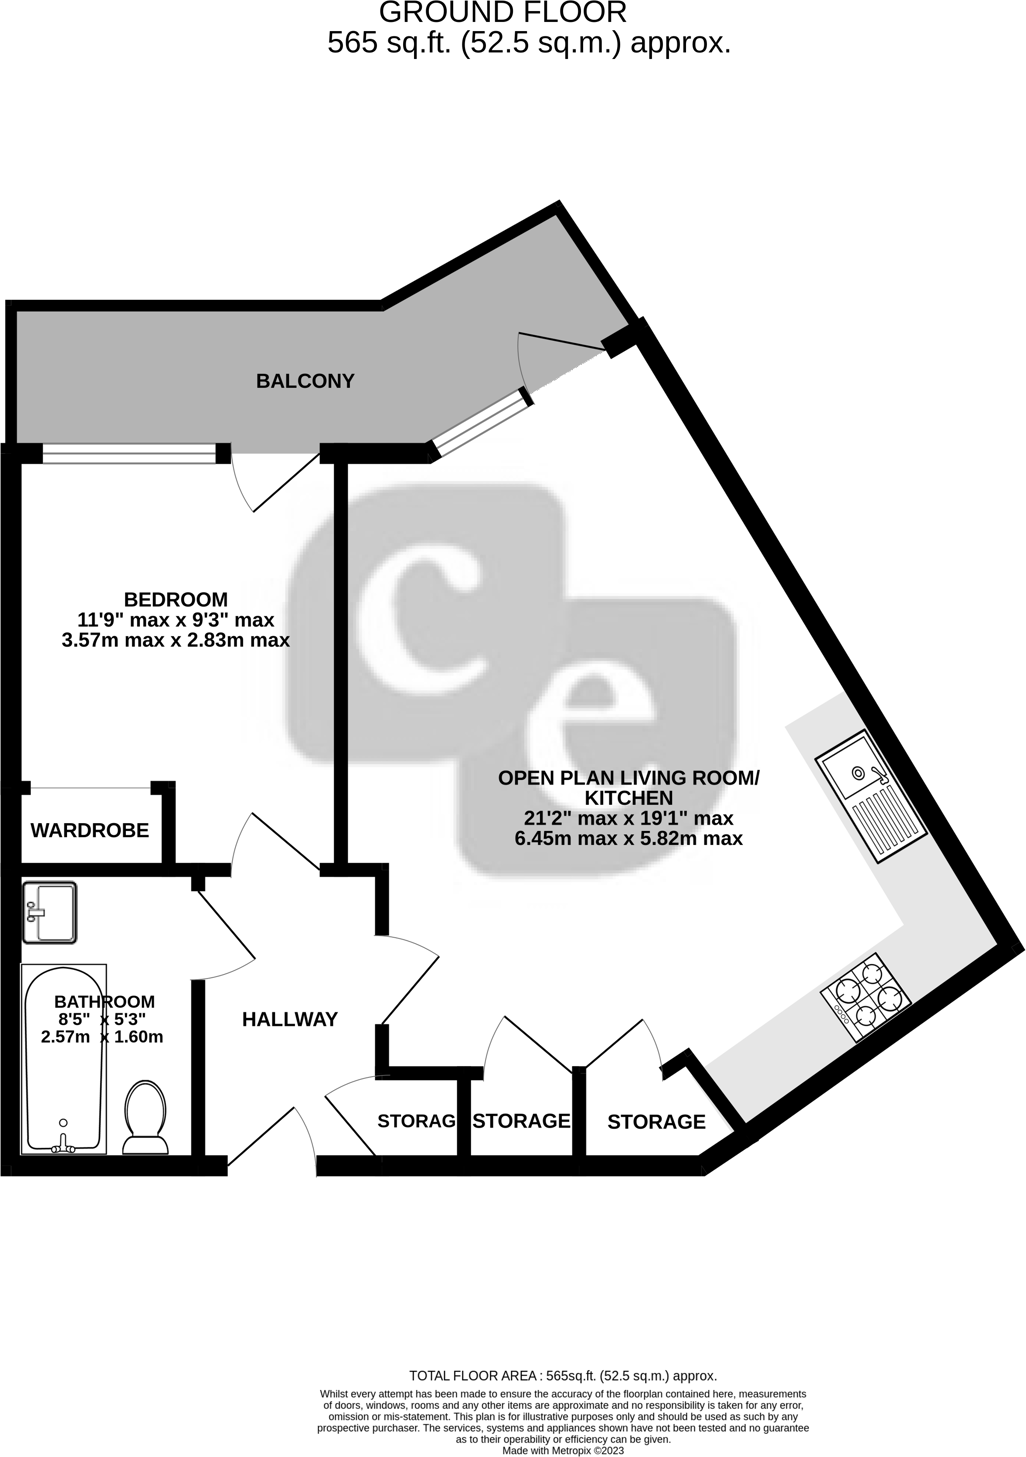 GROUND FLOOR
565 sq.ft. (52.5 sq.m.) approx.
BALCONY
BEDROOM
11'9" max x 9'3" max
3.57m max x 2.83m max
ce
OPEN PLAN LIVING ROOM/
KITCHEN
21'2" max x 19'1" max
6.45m max x 5.82m max
WARDROBE
BATHROOM
8'5" x 5'3"
2.57m x 1.60m
HALLWAY
STORAG
STORAGE
STORAGE
TOTAL FLOOR AREA : 565sq.ft. (52.5 sq.m.) approx.
Whilst every attempt has been made to ensure the accuracy of the floorplan contained here, measurements
of doors, windows, rooms and any other items are approximate and no responsibility is taken for any error,
omission or mis-statement. This plan is for illustrative purposes only and should be used as such by any
prospective purchaser. The services, systems and appliances shown have not been tested and no guarantee
as to their operability or efficiency can be given.
Made with Metropix ©2023